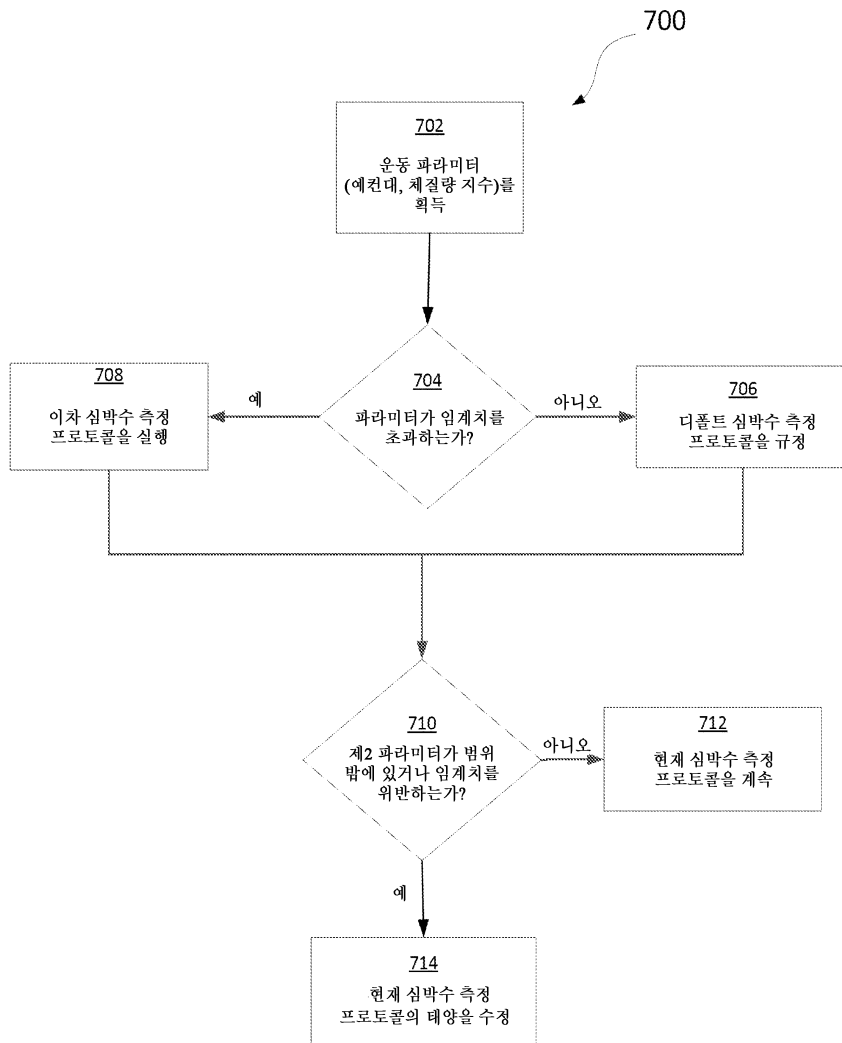 700
702
운동 파라미터
(예컨대, 체질량 지수)를
획득
704
파라미터가 임계치를
초과하는가?
예
아니오
708
이차 심박수 측정
프로토콜을 실행
706
디폴트 심박수 측정
프로토콜을 규정
710
제2 파라미터가 범위
밖에 있거나 임계치를
위반하는가?
아니오
712
현재 심박수 측정
프로토콜을 계속
예
714
현재 심박수 측정
프로토콜의 태양을 수정